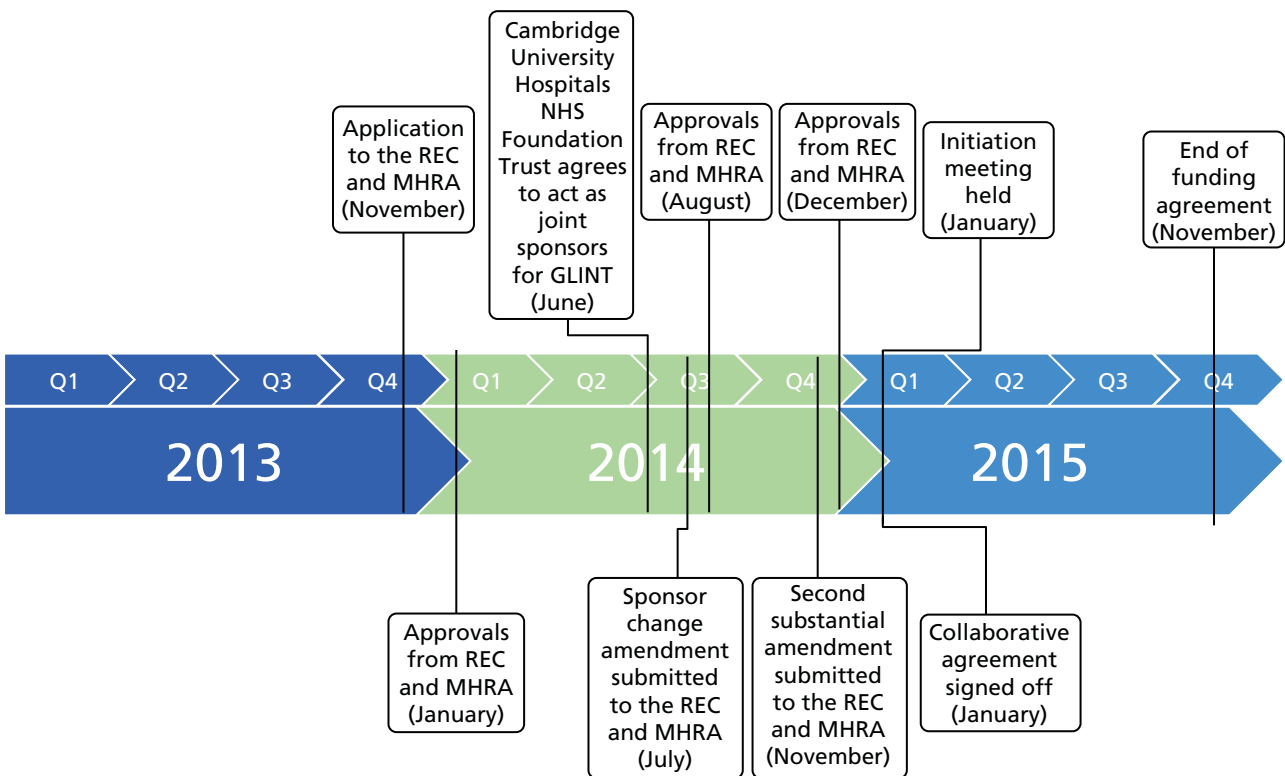 Cambridge
University
Hospitals
NHS
Foundation
Trust agrees
to act as
joint
sponsors
for GLINT
(June)
Application
to the REC
and MHRA
(November)
Approvals
from REC
and MHRA
(August)
Approvals
from REC
and MHRA
(December)
Initiation
meeting
held
(January)
End of
funding
agreement
(November)
Q1 Q2 Q3 Q4 Q1 Q2 Q3 Q4 Q1 Q2 Q3 Q4
2013 2014 2015
Approvals
from REC
and MHRA
(January)
Sponsor
change
amendment
submitted
to the REC
and MHRA
(July)
Second
substantial
amendment
submitted
to the REC
and MHRA
(November)
Collaborative
agreement
signed off
(January)